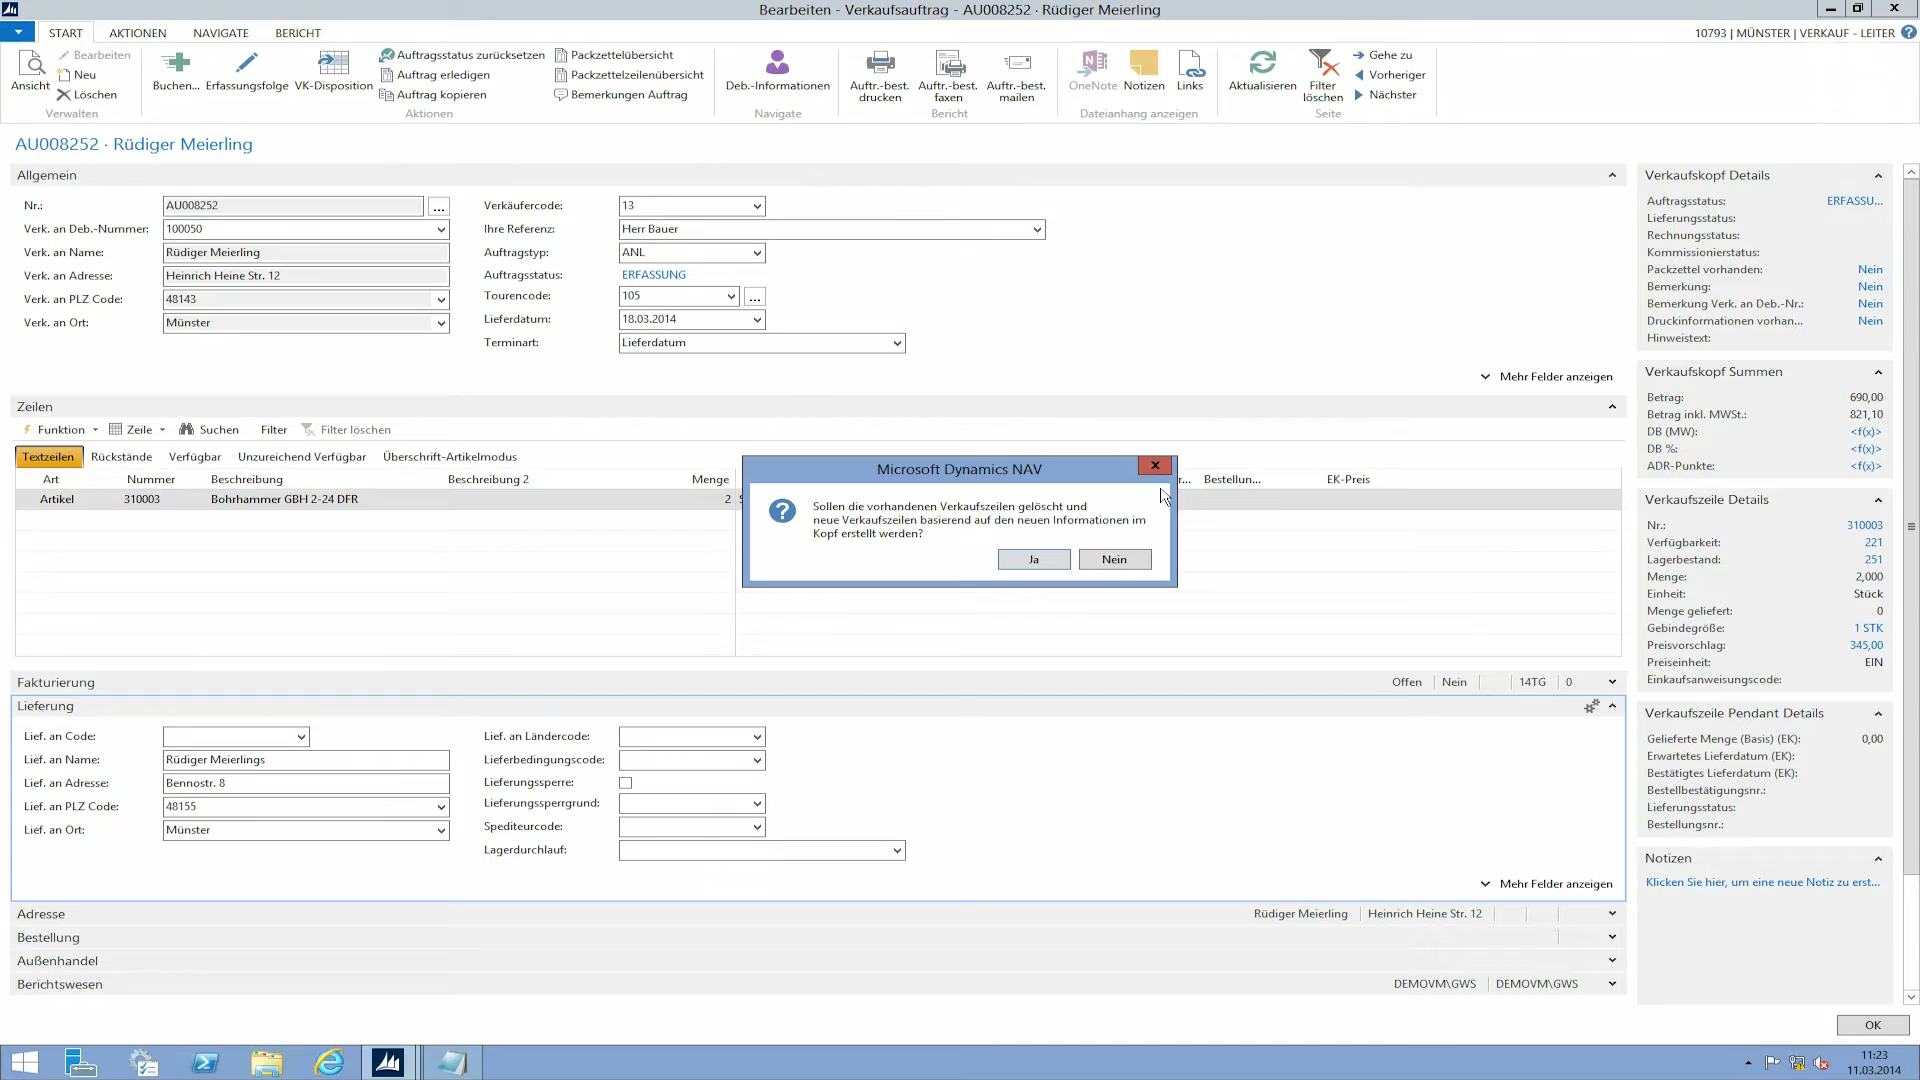 Bearbeiten - Verkaufsauftrag - AU008252 · Rüdiger Meierling
START AKTIONEN NAVIGATE BERICHT
10793 | MÜNSTER | VERKAUF - LEITER
Ansicht
Bearbeiten
Neu
Löschen
Verwalten
Buchen...
Erfassungsfolge
VK-Disposition
Auftragsstatus zurücksetzen
Auftrag erledigen
Auftrag kopieren
Packzettelübersicht
Packzettelzeilenübersicht
Bemerkungen Auftrag
Aktionen
Deb.-Informationen
Navigate
Auftr.-best. drucken
Auftr.-best. faxen
Auftr.-best. mailen
Bericht
OneNote
Notizen
Links
Dateianhang anzeigen
Aktualisieren
Filter löschen
Gehe zu
Vorheriger
Nächster
Seite
AU008252 · Rüdiger Meierling
Allgemein
Nr.: AU008252 ...
Verk. an Deb.-Nummer: 100050
Verk. an Name: Rüdiger Meierling
Verk. an Adresse: Heinrich Heine Str. 12
Verk. an PLZ Code: 48143
Verk. an Ort: Münster
Verkäufercode: 13
Ihre Referenz: Herr Bauer
Auftragstyp: ANL
Auftragsstatus: ERFASSUNG
Tourencode: 105 ...
Lieferdatum: 18.03.2014
Terminart: Lieferdatum
Mehr Felder anzeigen
Zeilen
Funktion Zeile Suchen Filter Filter löschen
Textzeilen Rückstände Verfügbar Unzureichend Verfügbar Überschrift-Artikelmodus
Art Nummer Beschreibung Beschreibung 2 Menge r... Bestellun... EK-Preis
Artikel 310003 Bohrhammer GBH 2-24 DFR 2
Microsoft Dynamics NAV
Sollen die vorhandenen Verkaufszeilen gelöscht und
neue Verkaufszeilen basierend auf den neuen Informationen im
Kopf erstellt werden?
Ja Nein
Fakturierung Offen Nein 14TG 0
Lieferung
Lief. an Code:
Lief. an Name: Rüdiger Meierlings
Lief. an Adresse: Bennostr. 8
Lief. an PLZ Code: 48155
Lief. an Ort: Münster
Lief. an Ländercode:
Lieferbedingungscode:
Lieferungssperre:
Lieferungssperrgrund:
Spediteurcode:
Lagerdurchlauf:
Mehr Felder anzeigen
Adresse Rüdiger Meierling Heinrich Heine Str. 12
Bestellung
Außenhandel
Berichtswesen DEMOVM\GWS DEMOVM\GWS
Verkaufskopf Details
Auftragsstatus: ERFASSU...
Lieferungsstatus:
Rechnungsstatus:
Kommissionierstatus:
Packzettel vorhanden: Nein
Bemerkung: Nein
Bemerkung Verk. an Deb.-Nr.: Nein
Druckinformationen vorhan... Nein
Hinweistext:
Verkaufskopf Summen
Betrag: 690,00
Betrag inkl. MWSt.: 821,10
DB (MW): <f(x)>
DB %: <f(x)>
ADR-Punkte: <f(x)>
Verkaufszeile Details
Nr.: 310003
Verfügbarkeit: 221
Lagerbestand: 251
Menge: 2,000
Einheit: Stück
Menge geliefert: 0
Gebindegröße: 1 STK
Preisvorschlag: 345,00
Preiseinheit: EIN
Einkaufsanweisungscode:
Verkaufszeile Pendant Details
Gelieferte Menge (Basis) (EK): 0,00
Erwartetes Lieferdatum (EK):
Bestätigtes Lieferdatum (EK):
Bestellbestätigungsnr.:
Lieferungsstatus:
Bestellungsnr.:
Notizen
Klicken Sie hier, um eine neue Notiz zu erst...
OK
11:23
11.03.2014